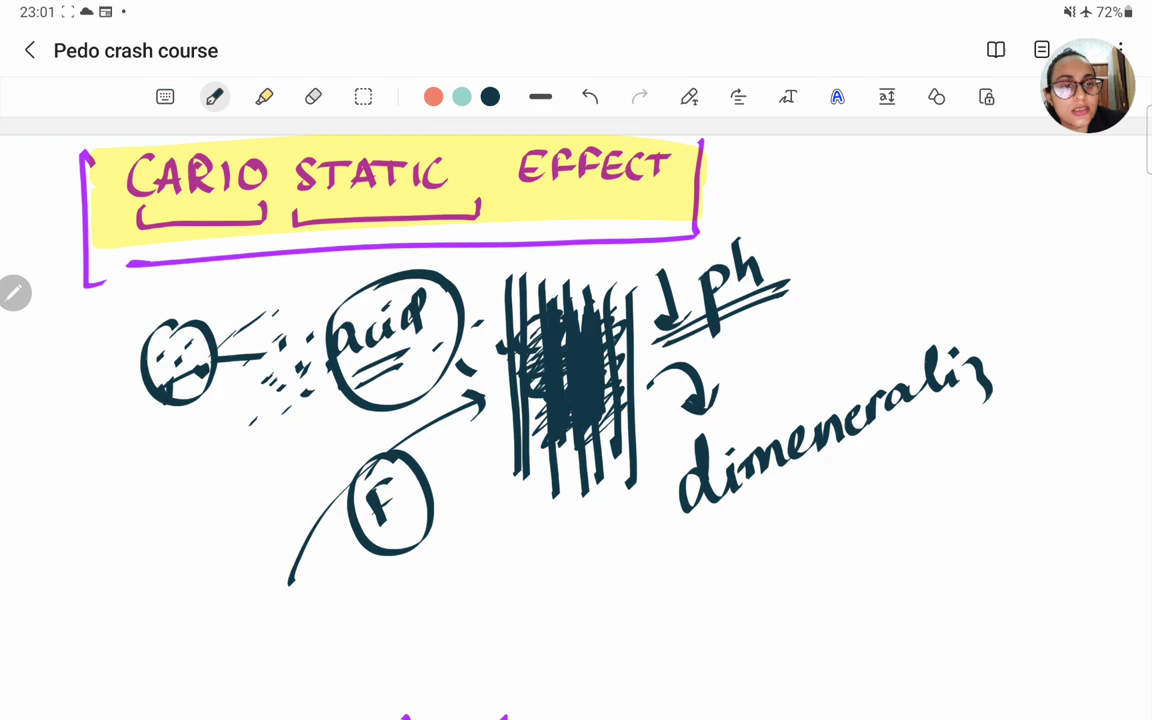 23:01
72%
Pedo crash course
CARIO STATIC EFFECT
acid
↓ ph
F
dimeneraliz